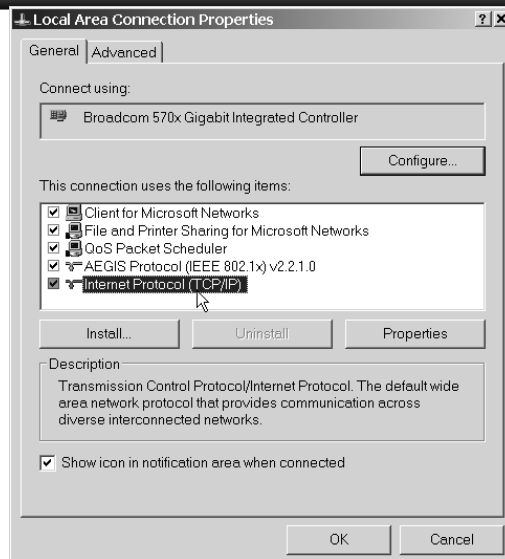 Local Area Connection Properties
General Advanced
Connect using:
Broadcom 570x Gigabit Integrated Controller
Configure...
This connection uses the following items:
Client for Microsoft Networks
File and Printer Sharing for Microsoft Networks
QoS Packet Scheduler
AEGIS Protocol (IEEE 802.1x) v2.2.1.0
Internet Protocol (TCP/IP)
Install... Uninstall Properties
Description
Transmission Control Protocol/Internet Protocol. The default wide
area network protocol that provides communication across
diverse interconnected networks.
Show icon in notification area when connected
OK Cancel